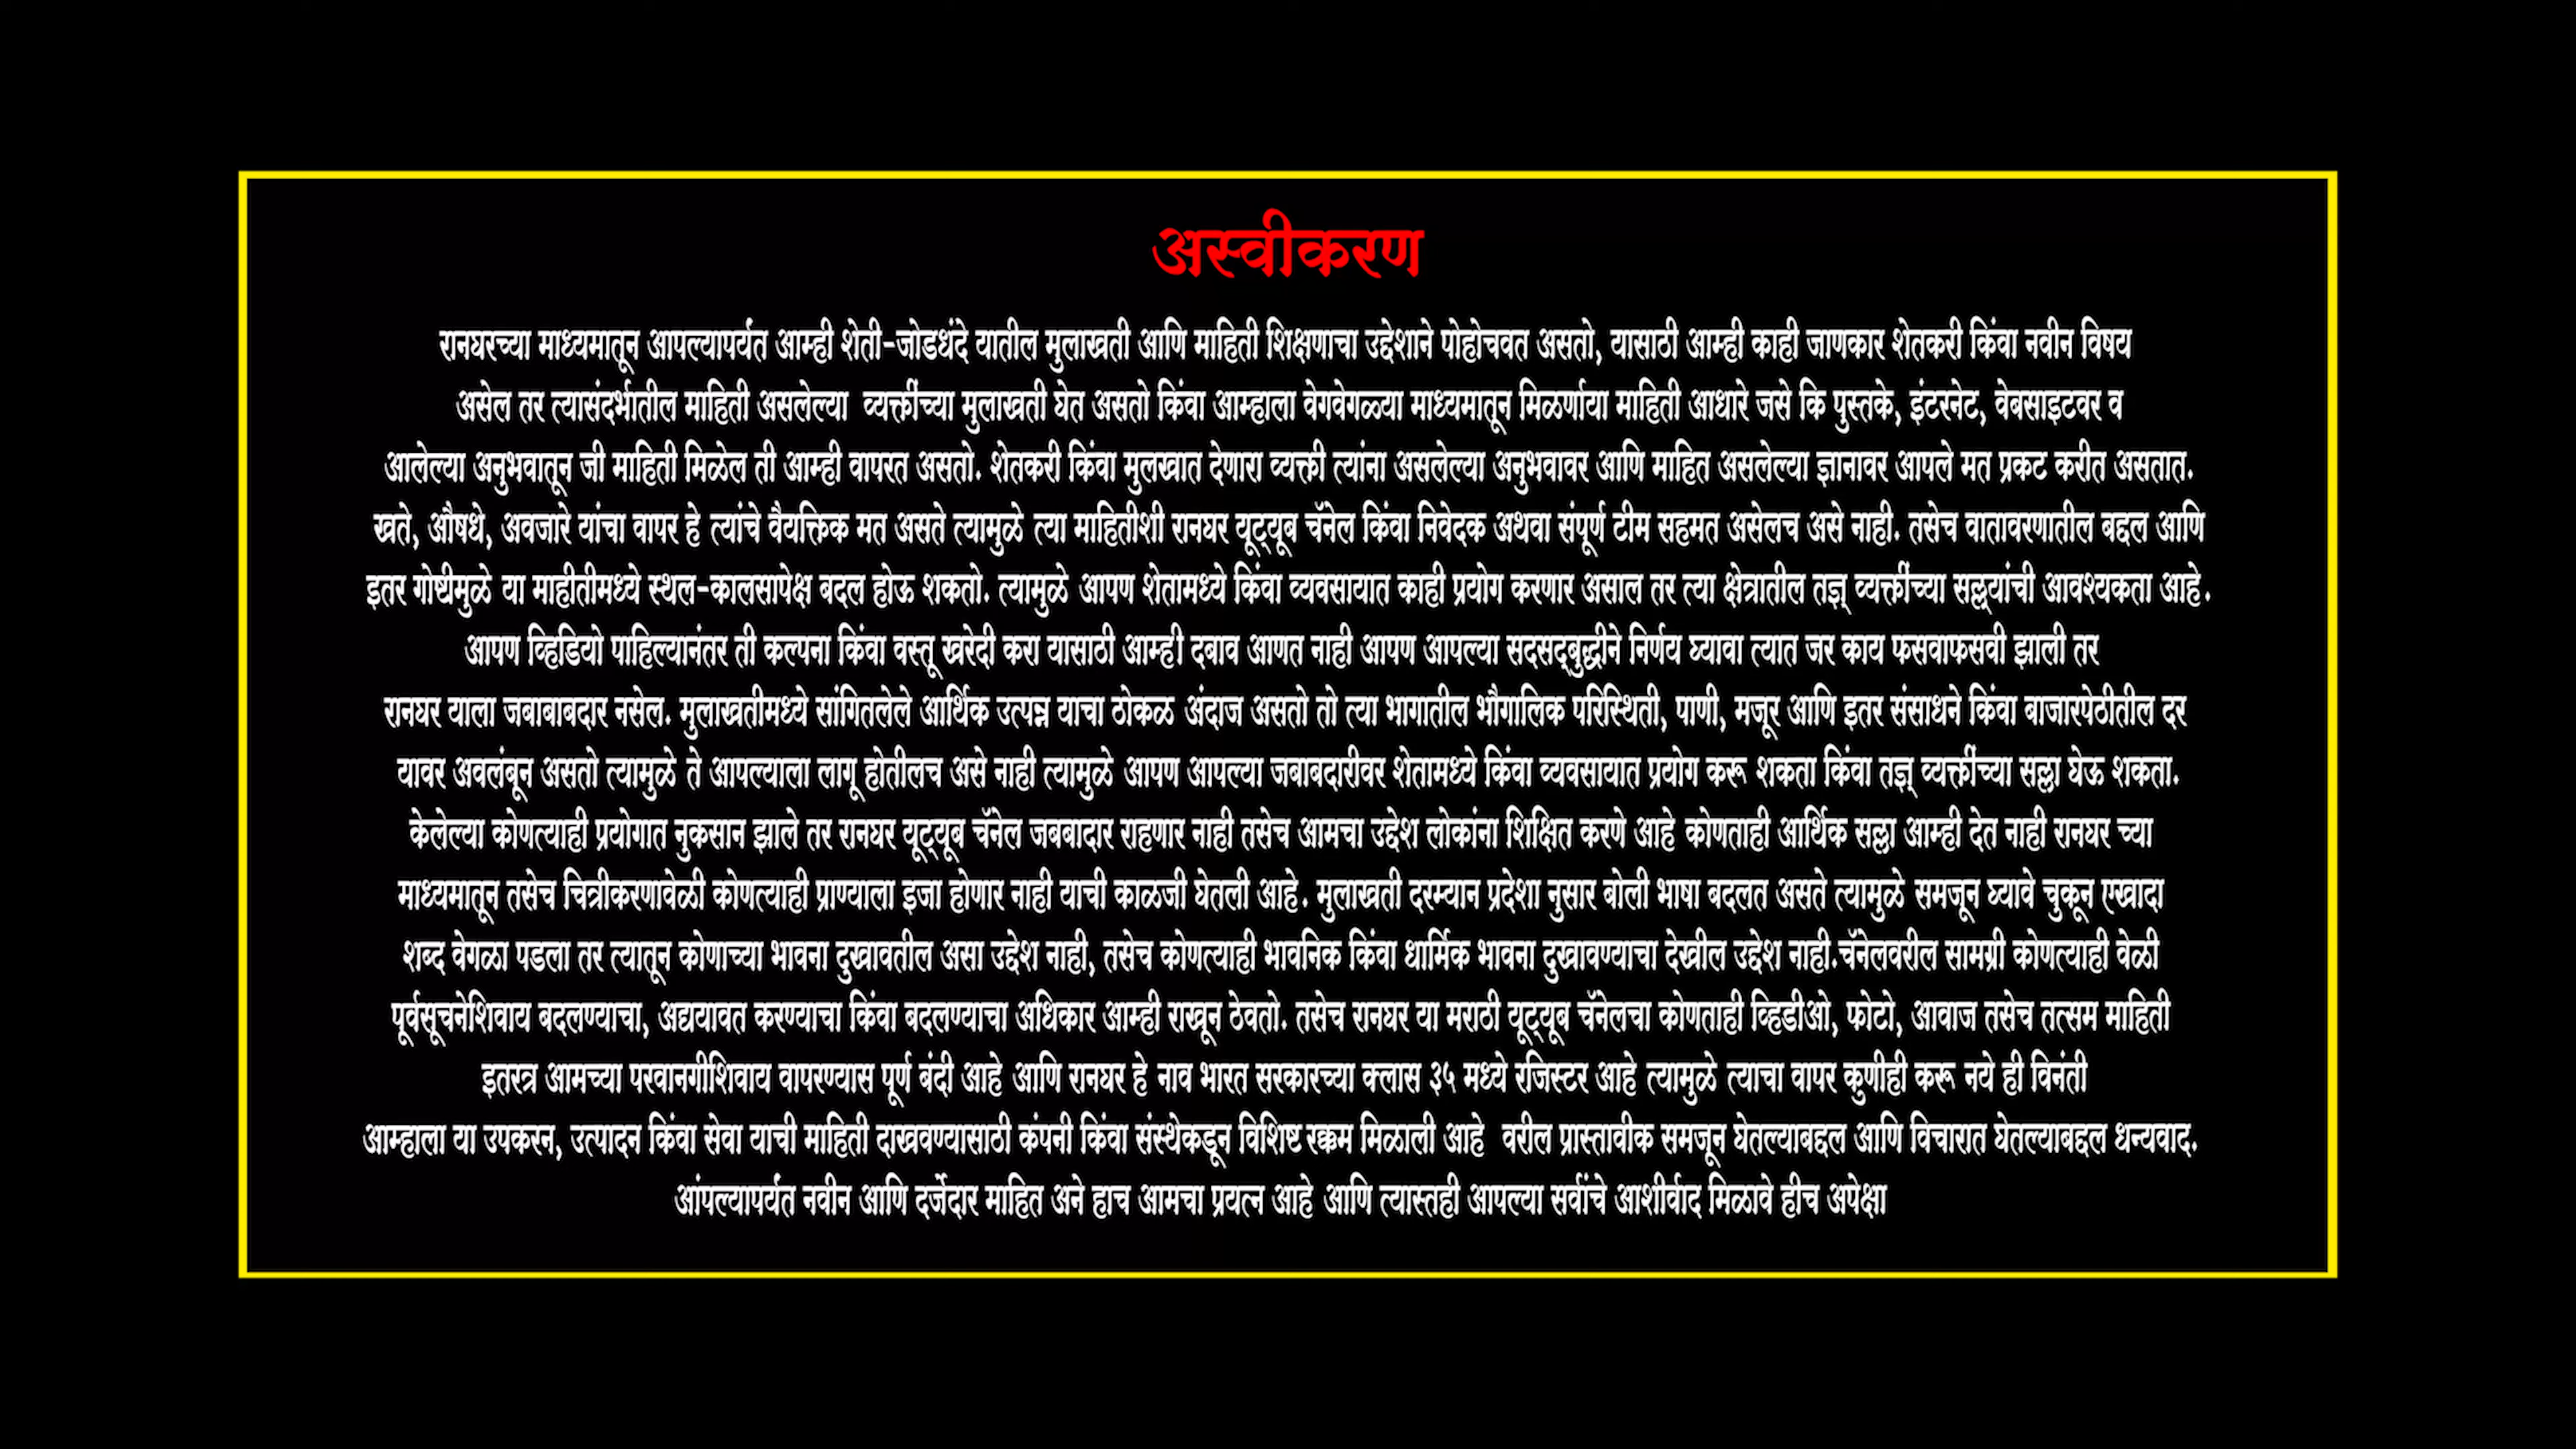 अस्वीकरण
रानघरच्या माध्यमातून आपल्यापर्यंत आम्ही शेती-जोडधंदे यातील मुलाखती आणि माहिती शिक्षणाचा उद्देशाने पोहोचवत असतो, यासाठी आम्ही काही जाणकार शेतकरी किंवा नवीन विषय
असेल तर त्यासंदर्भातील माहिती असलेल्या व्यक्तींच्या मुलाखती घेत असतो किंवा आम्हाला वेगवेगळ्या माध्यमातून मिळर्णाया माहिती आधारे जसे कि पुस्तके, इंटरनेट, वेबसाइटवर व
आलेल्या अनुभवातून जी माहिती मिळेल ती आम्ही वापरत असतो. शेतकरी किंवा मुलखात देणारा व्यक्ती त्यांना असलेल्या अनुभवावर आणि माहित असलेल्या ज्ञानावर आपले मत प्रकट करीत असतात.
खते, औषधे, अवजारे यांचा वापर हे त्यांचे वैयक्तिक मत असते त्यामुळे त्या माहितीशी रानघर यूट्यूब चॅनेल किंवा निवेदक अथवा संपूर्ण टीम सहमत असेलच असे नाही. तसेच वातावरणातील बद्दल आणि
इतर गोष्टीमुळे या माहीतीमध्ये स्थल-कालसापेक्ष बदल होऊ शकतो. त्यामुळे आपण शेतामध्ये किंवा व्यवसायात काही प्रयोग करणार असाल तर त्या क्षेत्रातील तज्ञ् व्यक्तींच्या सल्ल्यांची आवश्यकता आहे.
आपण व्हिडियो पाहिल्यानंतर ती कल्पना किंवा वस्तू खरेदी करा यासाठी आम्ही दबाव आणत नाही आपण आपल्या सदसद्बुद्धीने निर्णय घ्यावा त्यात जर काय फसवाफसवी झाली तर
रानघर याला जबाबाबदार नसेल. मुलाखतीमध्ये सांगितलेले आर्थिक उत्पन्न याचा ठोकळ अंदाज असतो तो त्या भागातील भौगालिक परिस्थिती, पाणी, मजूर आणि इतर संसाधने किंवा बाजारपेठीतील दर
यावर अवलंबून असतो त्यामुळे ते आपल्याला लागू होतीलच असे नाही त्यामुळे आपण आपल्या जबाबदारीवर शेतामध्ये किंवा व्यवसायात प्रयोग करू शकता किंवा तज्ञ् व्यक्तींच्या सल्ला घेऊ शकता.
केलेल्या कोणत्याही प्रयोगात नुकसान झाले तर रानघर यूट्यूब चॅनेल जबबादार राहणार नाही तसेच आमचा उद्देश लोकांना शिक्षित करणे आहे कोणताही आर्थिक सल्ला आम्ही देत नाही रानघर च्या
माध्यमातून तसेच चित्रीकरणावेळी कोणत्याही प्राण्याला इजा होणार नाही याची काळजी घेतली आहे. मुलाखती दरम्यान प्रदेशा नुसार बोली भाषा बदलत असते त्यामुळे समजून घ्यावे चुकून एखादा
शब्द वेगळा पडला तर त्यातून कोणाच्या भावना दुखावतील असा उद्देश नाही, तसेच कोणत्याही भावनिक किंवा धार्मिक भावना दुखावण्याचा देखील उद्देश नाही.चॅनेलवरील सामग्री कोणत्याही वेळी
पूर्वसूचनेशिवाय बदलण्याचा, अद्ययावत करण्याचा किंवा बदलण्याचा अधिकार आम्ही राखून ठेवतो. तसेच रानघर या मराठी यूट्यूब चॅनेलचा कोणताही व्हिडीओ, फोटो, आवाज तसेच तत्सम माहिती
इतरत्र आमच्या परवानगीशिवाय वापरण्यास पूर्ण बंदी आहे आणि रानघर हे नाव भारत सरकारच्या क्लास ३५ मध्ये रजिस्टर आहे त्यामुळे त्याचा वापर कुणीही करू नये ही विनंती
आम्हाला या उपकरन, उत्पादन किंवा सेवा याची माहिती दाखवण्यासाठी कंपनी किंवा संस्थेकडून विशिष्ट रक्कम मिळाली आहे वरील प्रास्तावीक समजून घेतल्याबद्दल आणि विचारात घेतल्याबद्दल धन्यवाद.
आंपल्यापर्यंत नवीन आणि दर्जेदार माहित अने हाच आमचा प्रयत्न आहे आणि त्यास्तही आपल्या सर्वांचे आशीर्वाद मिळावे हीच अपेक्षा